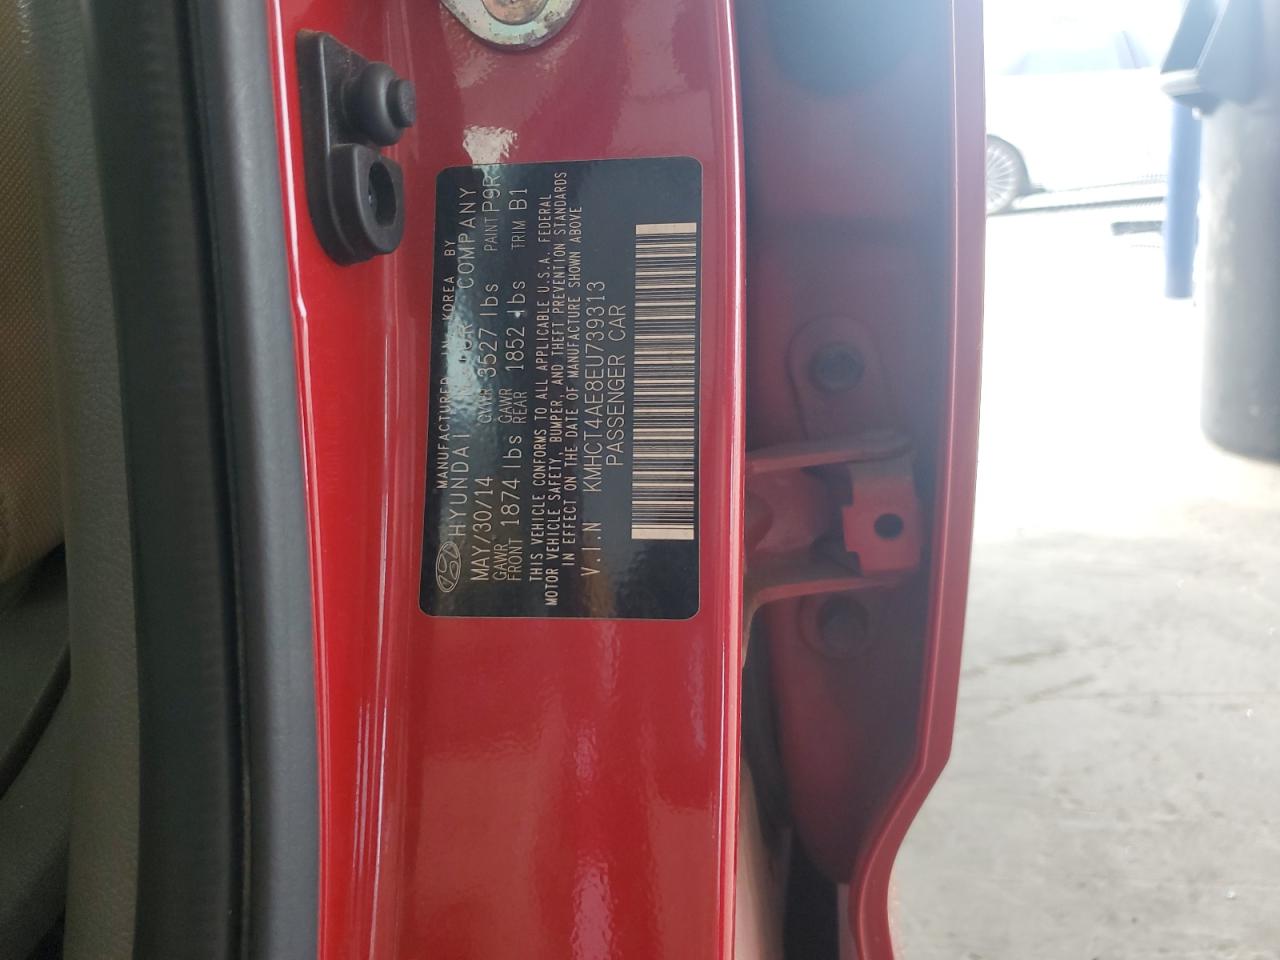 MANUFACTURED IN KOREA BY
HYUNDAI MOTOR COMPANY
MAY/30/14 GVWR 3527 lbs PAINT P9R
GAWR FRONT 1874 lbs GAWR REAR 1852 lbs TRIM B1
THIS VEHICLE CONFORMS TO ALL APPLICABLE U.S.A. FEDERAL
MOTOR VEHICLE SAFETY, BUMPER, AND THEFT PREVENTION STANDARDS
IN EFFECT ON THE DATE OF MANUFACTURE SHOWN ABOVE
V.I.N KMHCT4AE8EU739313
PASSENGER CAR